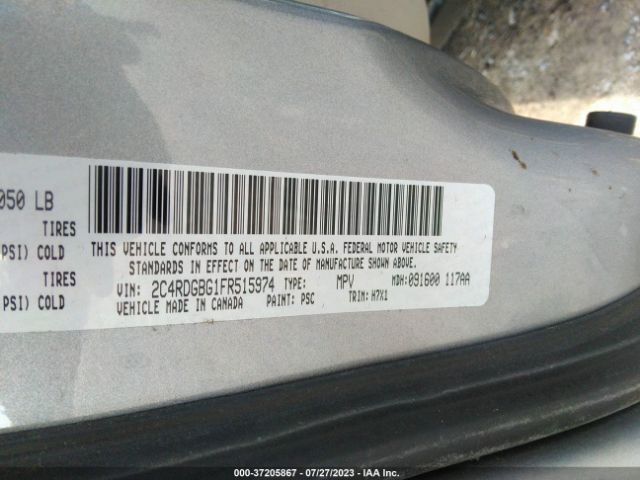 050 LB
TIRES
PSI) COLD
TIRES
PSI) COLD
THIS VEHICLE CONFORMS TO ALL APPLICABLE U.S.A. FEDERAL MOTOR VEHICLE SAFETY
STANDARDS IN EFFECT ON THE DATE OF MANUFACTURE SHOWN ABOVE.
VIN: 2C4RDGBG1FR515974 TYPE: MPV MDH:091600 117AA
VEHICLE MADE IN CANADA PAINT: PSC TRIM: H7X1
000-37205867 - 07/27/2023 - IAA Inc.